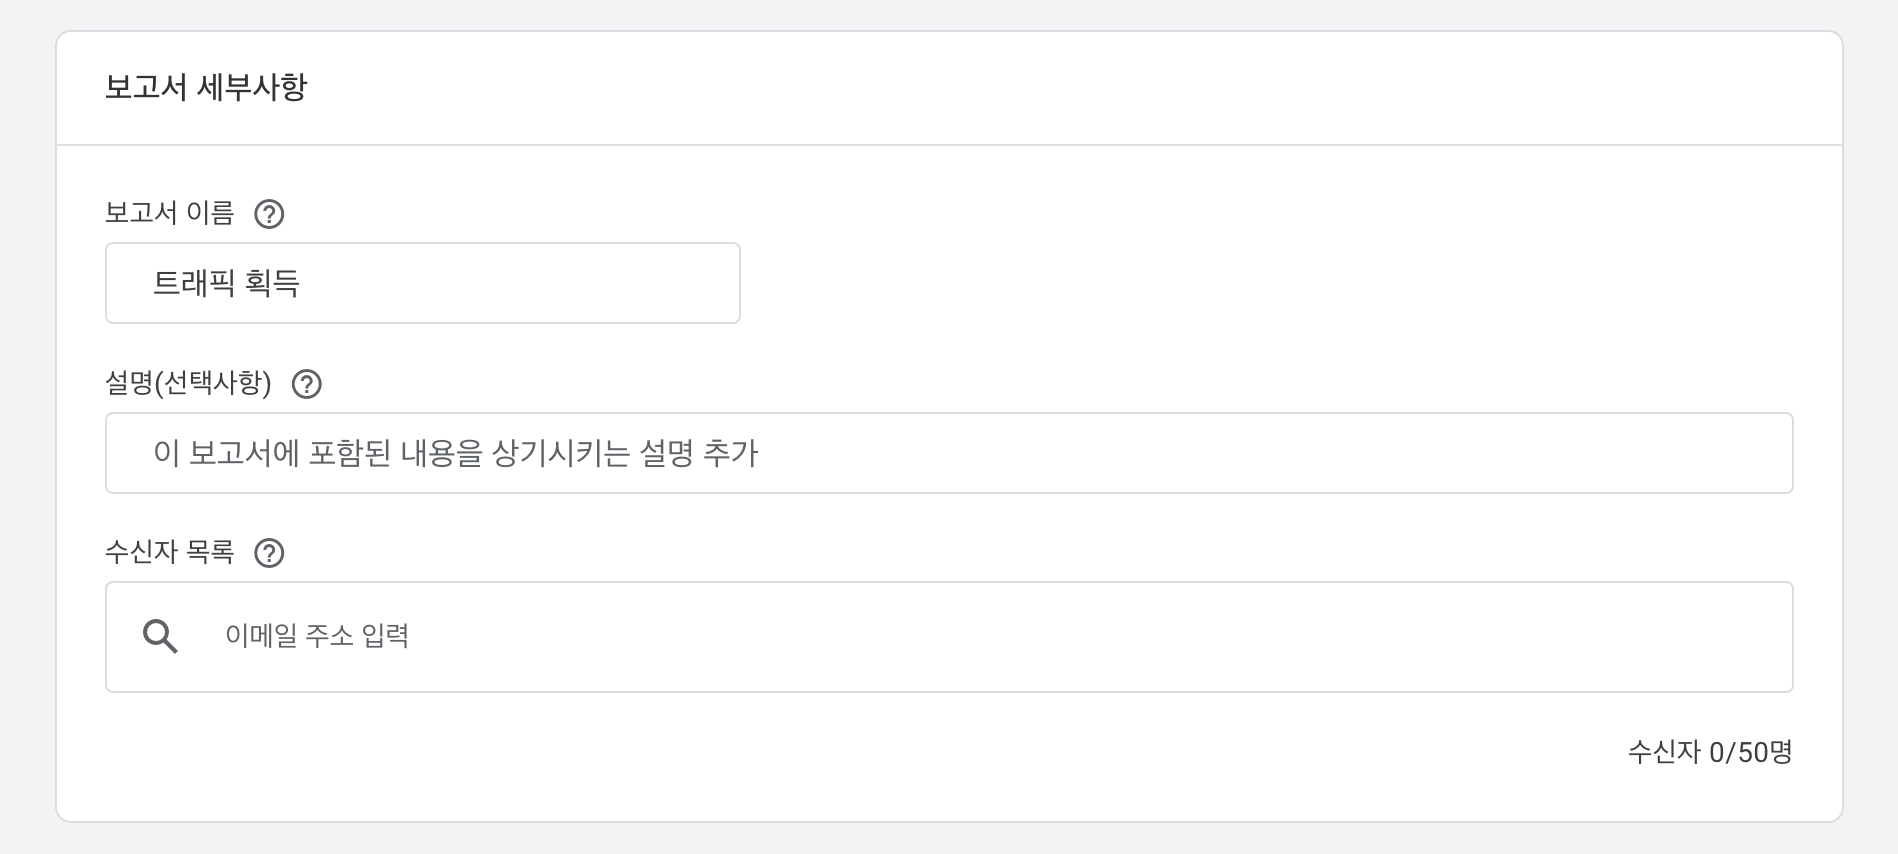 보고서 세부사항
보고서 이름
트래픽 획득
설명(선택사항)
이 보고서에 포함된 내용을 상기시키는 설명 추가
수신자 목록
이메일 주소 입력
수신자 0/50명